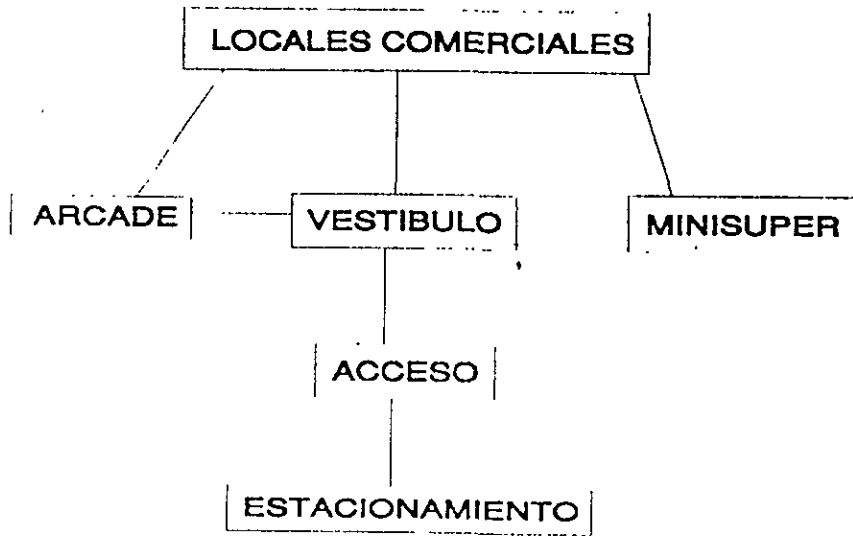 LOCALES COMERCIALES
ARCADE
VESTIBULO
MINISUPER
ACCESO
ESTACIONAMIENTO